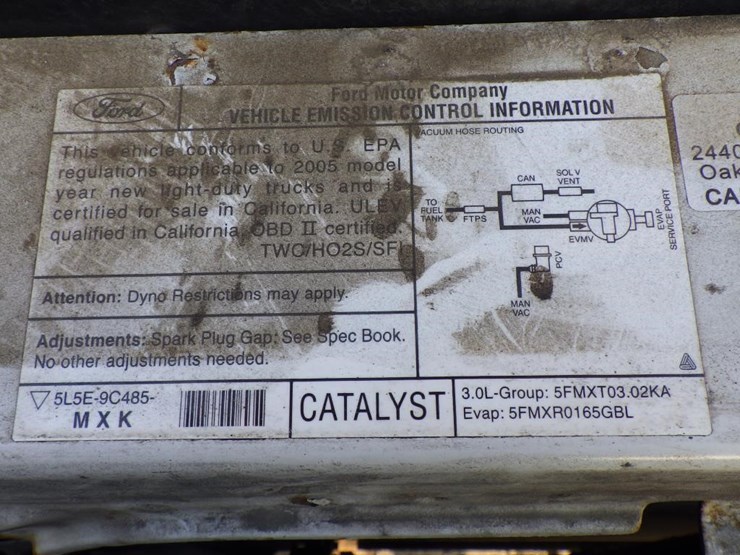 Ford
Ford Motor Company
VEHICLE EMISSION CONTROL INFORMATION
This vehicle conforms to U.S. EPA
regulations applicable to 2005 model
year new light-duty trucks and is
certified for sale in California. ULEV
qualified in California. OBD II certified.
TWC/HO2S/SFI
Attention: Dyno Restrictions may apply.
Adjustments: Spark Plug Gap: See Spec Book.
No other adjustments needed.
ACUUM HOSE ROUTING
CAN
SOL V
VENT
TO
FUEL
TANK
FTPS
MAN
VAC
EVMV
EVAP
SERVICE PORT
PCV
MAN
VAC
5L5E-9C485-
MXK
CATALYST
3.0L-Group: 5FMXT03.02KA
Evap: 5FMXR0165GBL
2440
Oak
CA